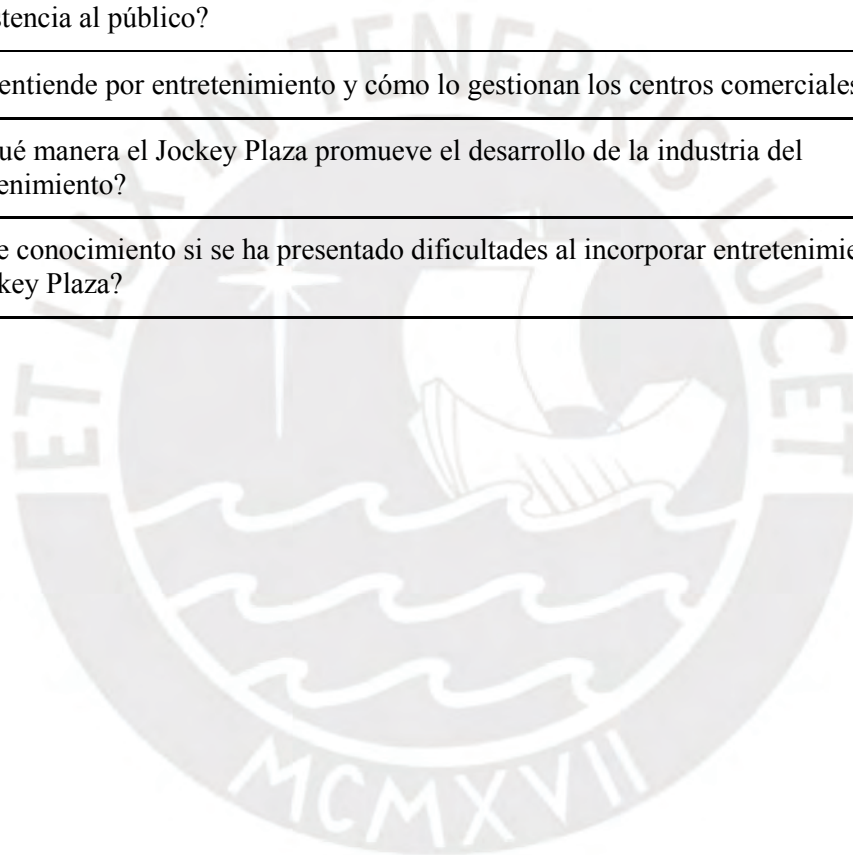 stencia al público?
entiende por entretenimiento y cómo lo gestionan los centros comerciales
ué manera el Jockey Plaza promueve el desarrollo de la industria del
enimiento?
e conocimiento si se ha presentado dificultades al incorporar entretenimie
key Plaza?
ET LUX IN TENEBRIS LUCET
MCMXVII